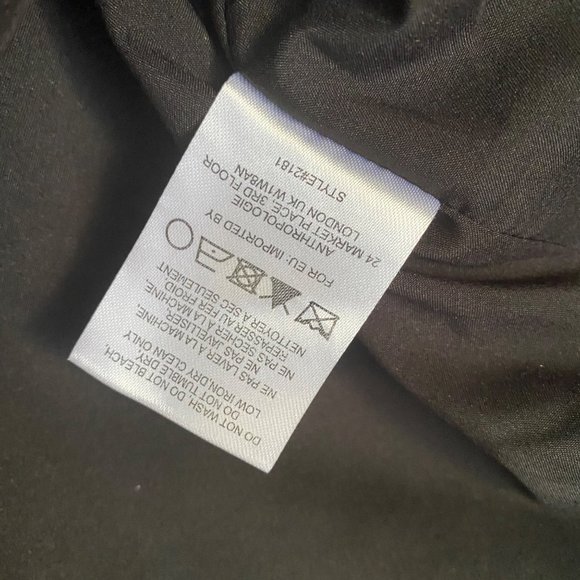 DO NOT WASH, DO NOT BLEACH,
DO NOT TUMBLE DRY
LOW IRON DRY CLEAN ONLY
NE PAS LAVER À LA MACHINE,
NE PAS JAVELLISER
NE PAS SECHER À LA MACHINE,
REPASSER AU FER FROID,
NETTOYER A SEC SEULEMENT
FOR EU: IMPORTED BY
ANTHROPOLOGIE
24 MARKET PLACE, 3RD FLOOR
LONDON UK W1W8AN
STYLE#2181